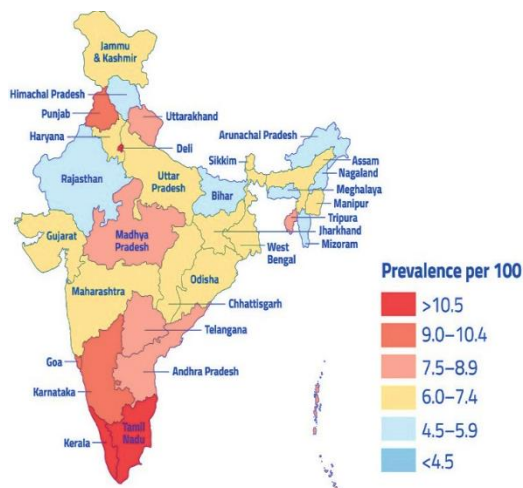 Jammu
& Kashmir
Himachal Pradesh
Punjab
Uttarakhand
Haryana
Deli
Arunachal Pradesh
Sikkim
Assam
Nagaland
Rajasthan
Uttar
Pradesh
Bihar
Meghalaya
Manipur
Tripura
Jharkhand
Mizoram
Gujarat
Madhya
Pradesh
West
Bengal
Odisha
Maharashtra
Chhattisgarh
Telangana
Goa
Andhra Pradesh
Karnataka
Tamil
Nadu
Kerala
Prevalence per 100
>10.5
9.0–10.4
7.5–8.9
6.0–7.4
4.5–5.9
<4.5